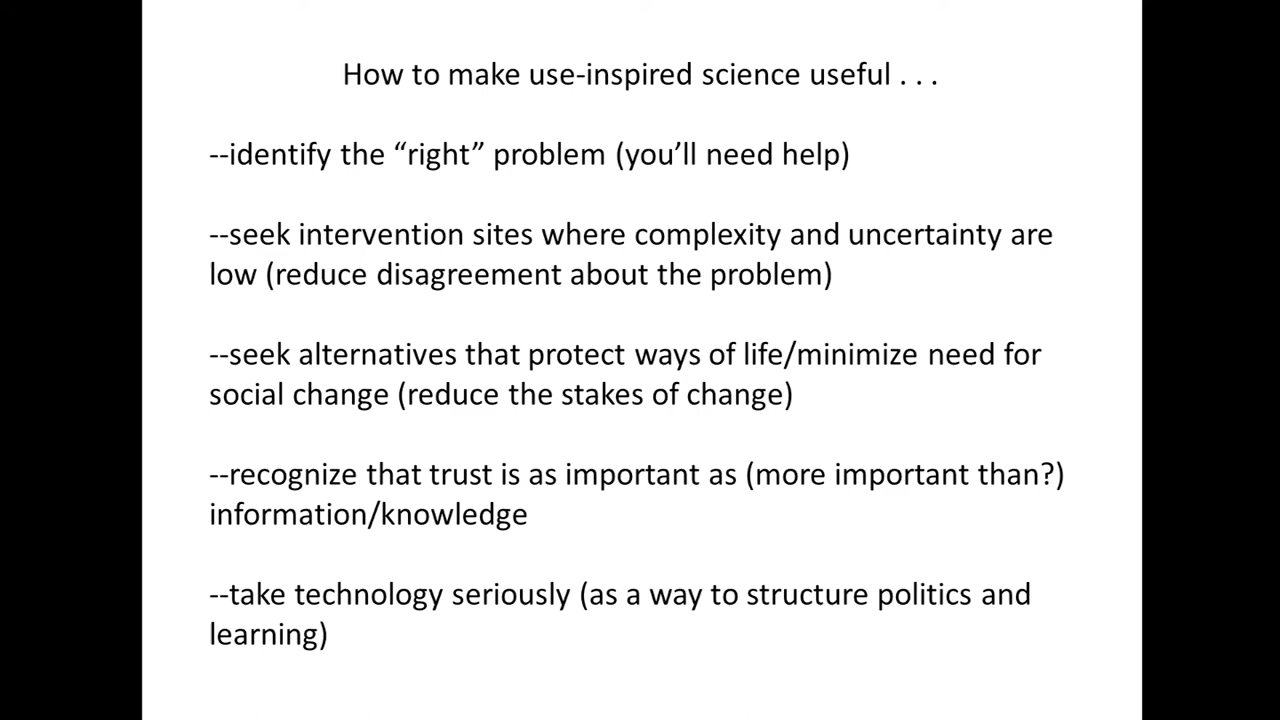 How to make use-inspired science useful . . .
--identify the “right” problem (you’ll need help)
--seek intervention sites where complexity and uncertainty are
low (reduce disagreement about the problem)
--seek alternatives that protect ways of life/minimize need for
social change (reduce the stakes of change)
--recognize that trust is as important as (more important than?)
information/knowledge
--take technology seriously (as a way to structure politics and
learning)